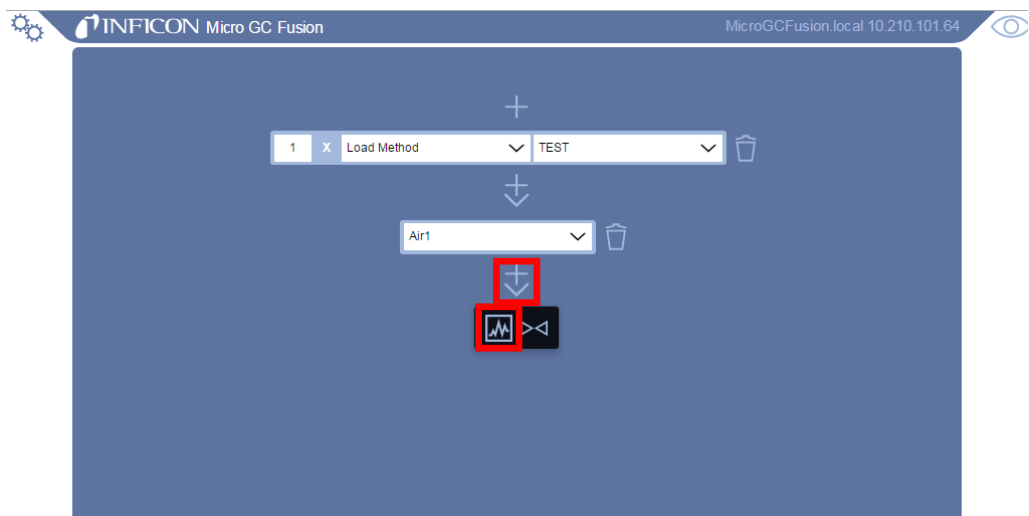 INFICON Micro GC Fusion MicroGCFusion.local 10.210.101.64
1 X Load Method TEST
Air1